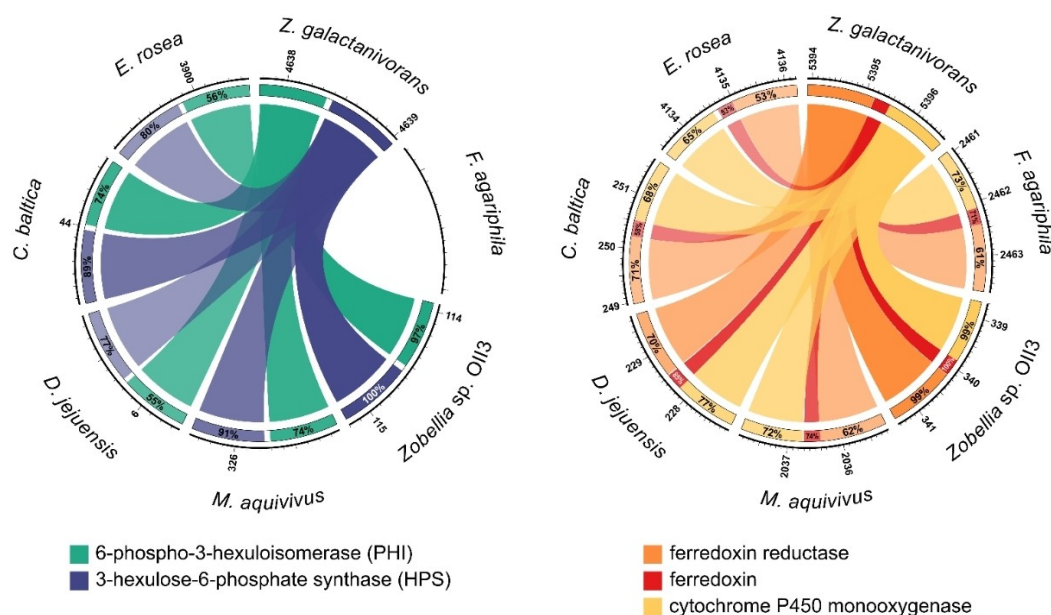 E. rosea
Z. galactanivorans
F. agariphila
Zobellia sp. OII3
M. aquivivus
D. jejuensis
C. baltica
3900
4638
4639
114
115
326
9
44
56%
80%
74%
89%
77%
55%
91%
74%
100%
97%
6-phospho-3-hexuloisomerase (PHI)
3-hexulose-6-phosphate synthase (HPS)
E. rosea
Z. galactanivorans
F. agariphila
Zobellia sp. OII3
M. aquivivus
D. jejuensis
C. baltica
4134
4135
4136
5394
5395
5396
2461
2462
2463
339
340
341
2036
2037
228
229
249
250
251
65%
53%
73%
71%
61%
99%
100%
99%
62%
74%
72%
77%
70%
71%
68%
ferredoxin reductase
ferredoxin
cytochrome P450 monooxygenase